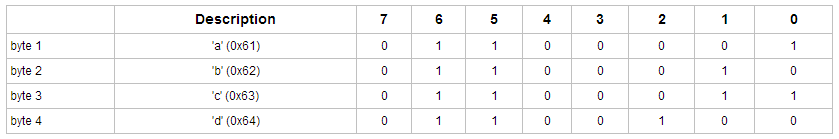 Description 7 6 5 4 3 2 1 0
byte 1 'a' (0x61) 0 1 1 0 0 0 0 1
byte 2 'b' (0x62) 0 1 1 0 0 0 1 0
byte 3 'c' (0x63) 0 1 1 0 0 0 1 1
byte 4 'd' (0x64) 0 1 1 0 0 1 0 0